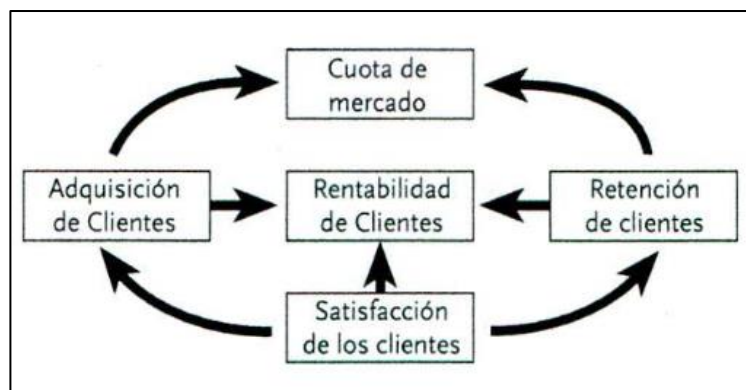 Cuota de
mercado
Adquisición
de Clientes
Rentabilidad
de Clientes
Retención
de clientes
Satisfacción
de los clientes